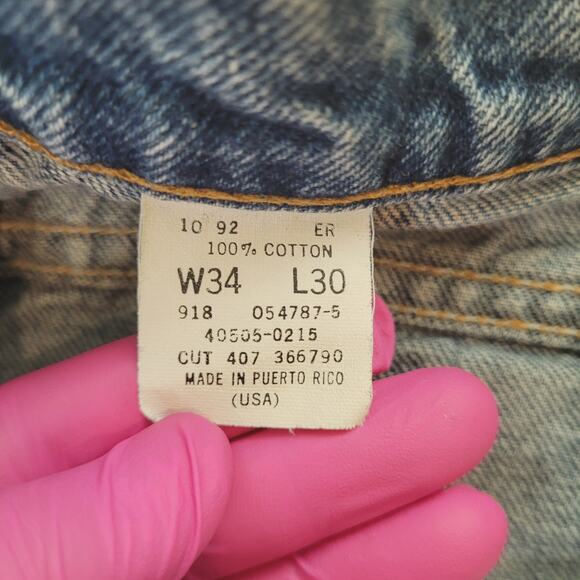 10 92 ER
100% COTTON
W34 L30
918 054787-5
40505-0215
CUT 407 366790
MADE IN PUERTO RICO
(USA)